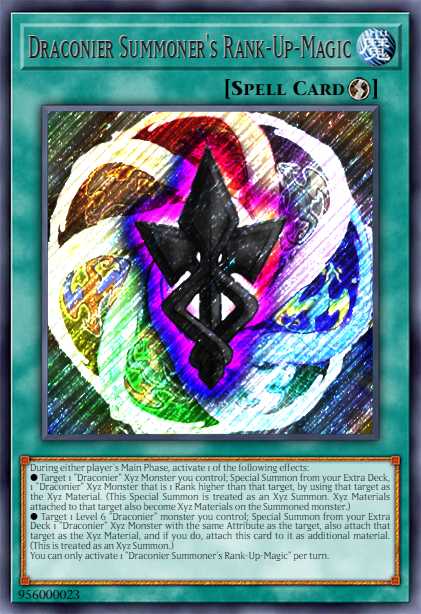 Draconier Summoner's Rank-Up-Magic
[Spell Card]
During either player's Main Phase, activate 1 of the following effects:
● Target 1 "Draconier" Xyz Monster you control; Special Summon from your Extra Deck,
1 "Draconier" Xyz Monster that is 1 Rank higher than that target, by using that target as
the Xyz Material. (This Special Summon is treated as an Xyz Summon. Xyz Materials
attached to that target also become Xyz Materials on the Summoned monster.)
● Target 1 Level 6 "Draconier" monster you control; Special Summon from your Extra
Deck 1 "Draconier" Xyz Monster with the same Attribute as the target, also attach that
target as the Xyz Material, and if you do, attach this card to it as additional material.
(This is treated as an Xyz Summon.)
You can only activate 1 "Draconier Summoner's Rank-Up-Magic" per turn.
956000023